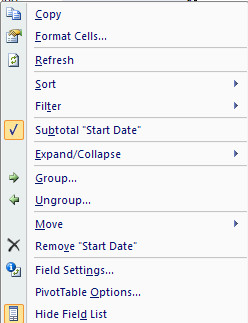 Copy
Format Cells...
Refresh
Sort
Filter
Subtotal "Start Date"
Expand/Collapse
Group...
Ungroup...
Move
Remove "Start Date"
Field Settings...
PivotTable Options...
Hide Field List